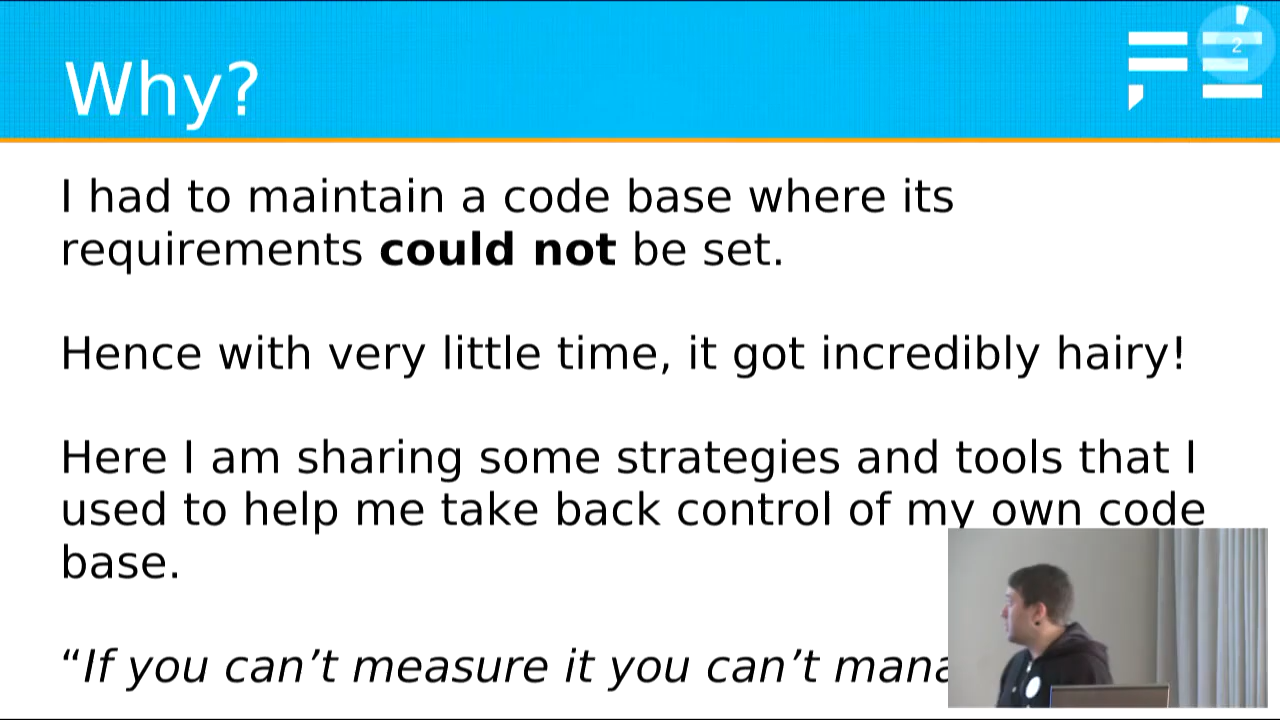 Why?
2
I had to maintain a code base where its
requirements could not be set.
Hence with very little time, it got incredibly hairy!
Here I am sharing some strategies and tools that I
used to help me take back control of my own code
base.
“If you can’t measure it you can’t